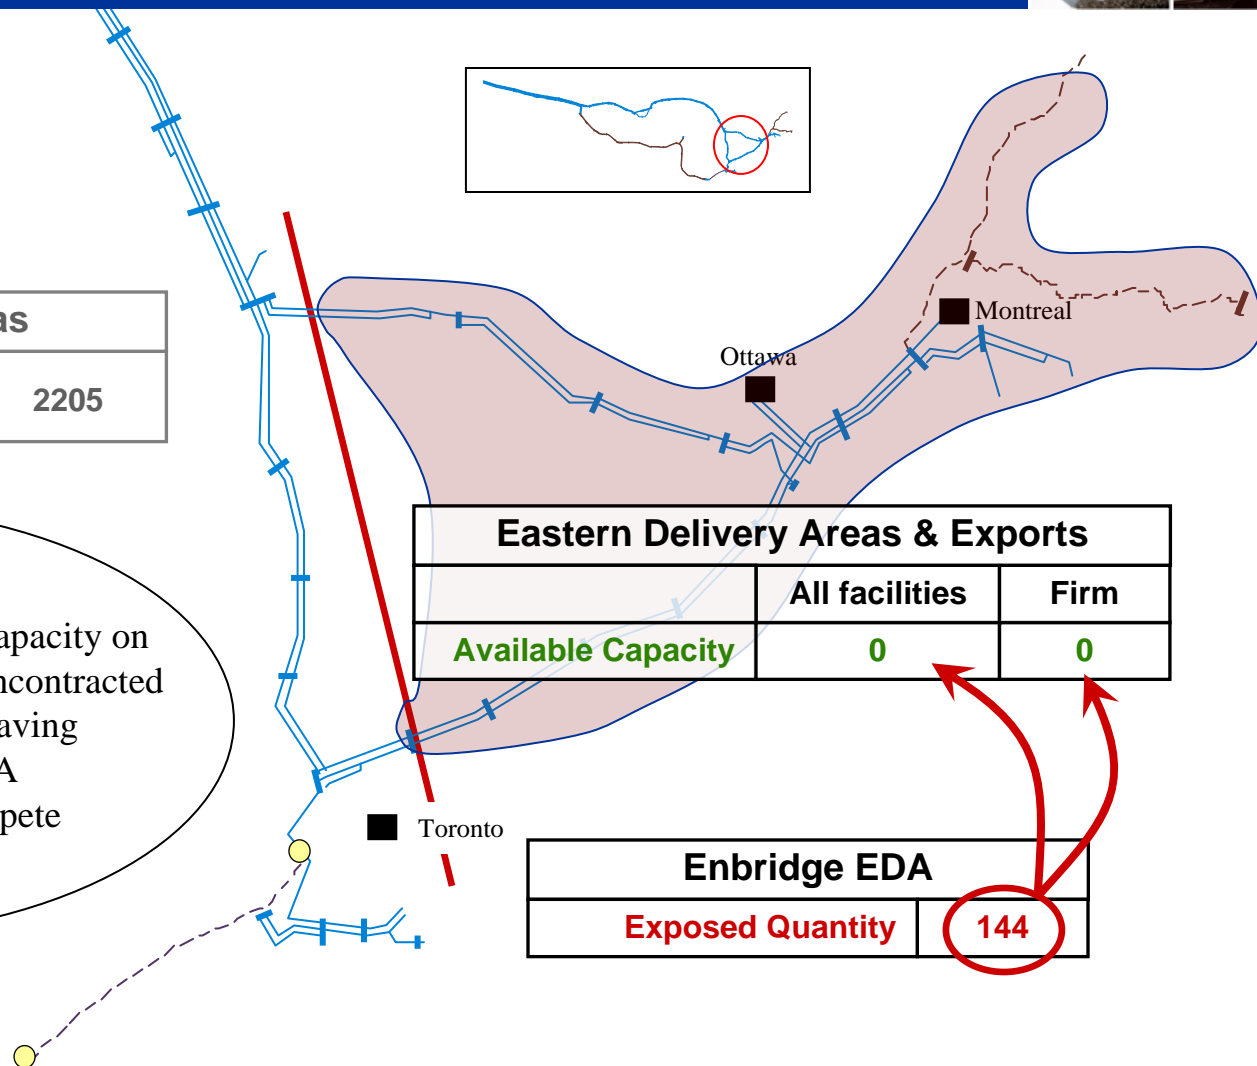 Montreal
Ottawa
as
2205
Eastern Delivery Areas & Exports
All facilities Firm
Available Capacity 0 0
apacity on
ncontracted
aving
A
pete
Toronto
Enbridge EDA
Exposed Quantity 144